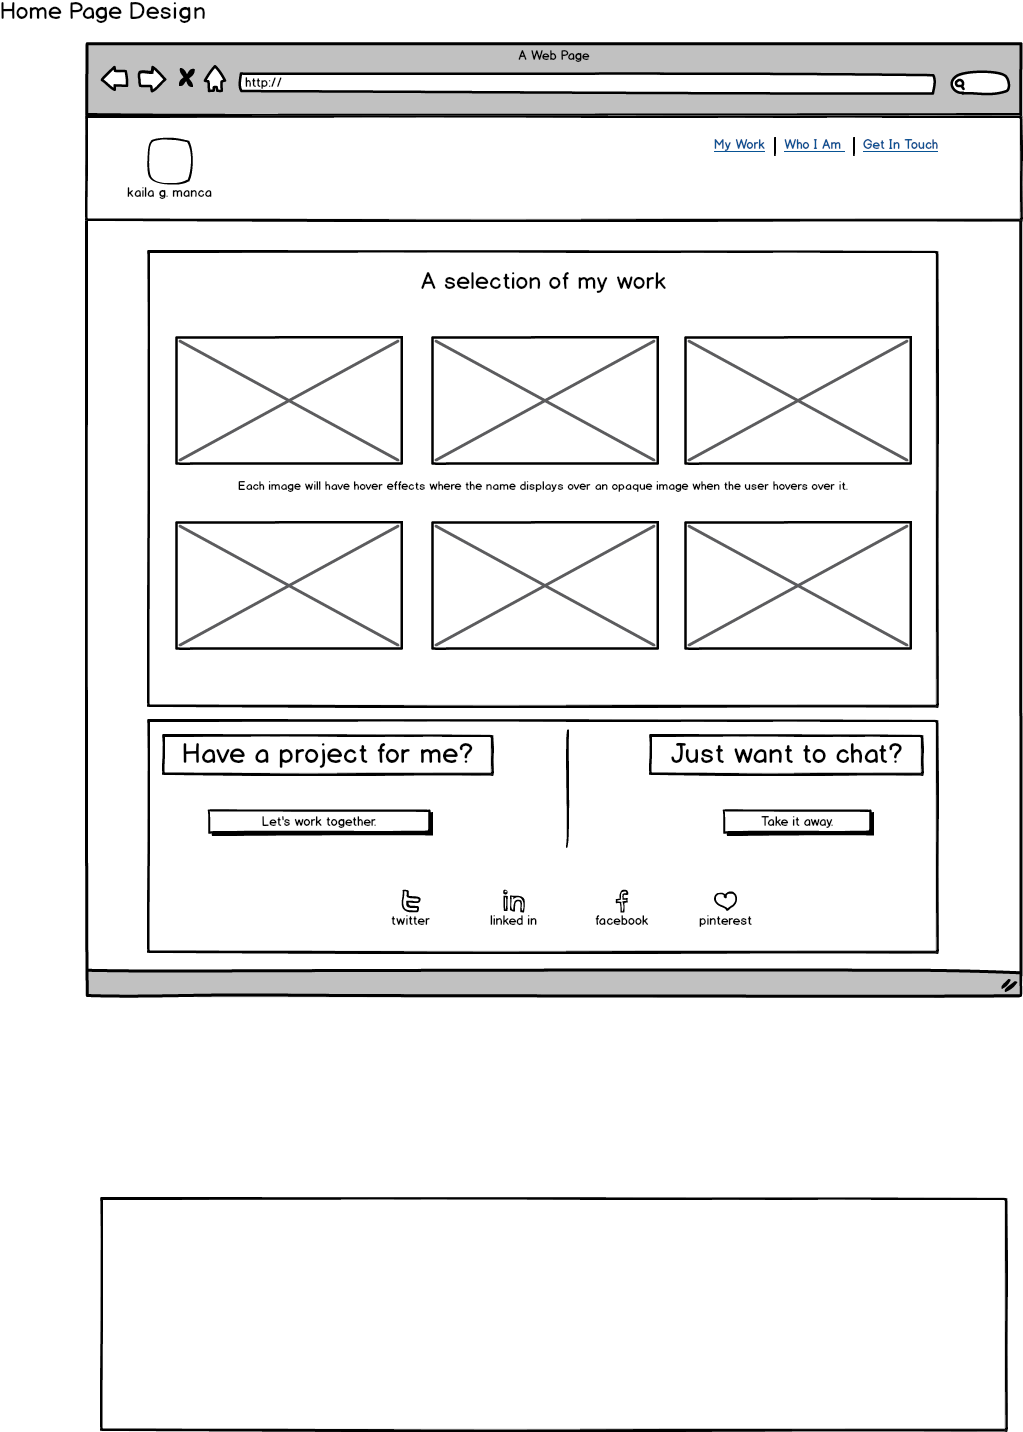 Home Page Design
A Web Page
http://
My Work
Who I Am
Get In Touch
kaila g. manca
A selection of my work
Each image will have hover effects where the name displays over an opaque image when the user hovers over it.
Have a project for me?
Just want to chat?
Let's work together.
Take it away.
twitter
linked in
facebook
pinterest